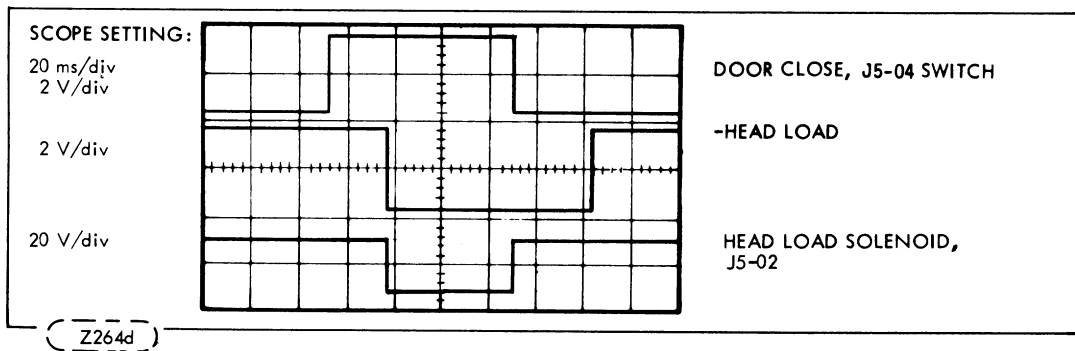 SCOPE SETTING:
20 ms/div
2 V/div
2 V/div
20 V/div
DOOR CLOSE, J5-04 SWITCH
-HEAD LOAD
HEAD LOAD SOLENOID,
J5-02
Z264d